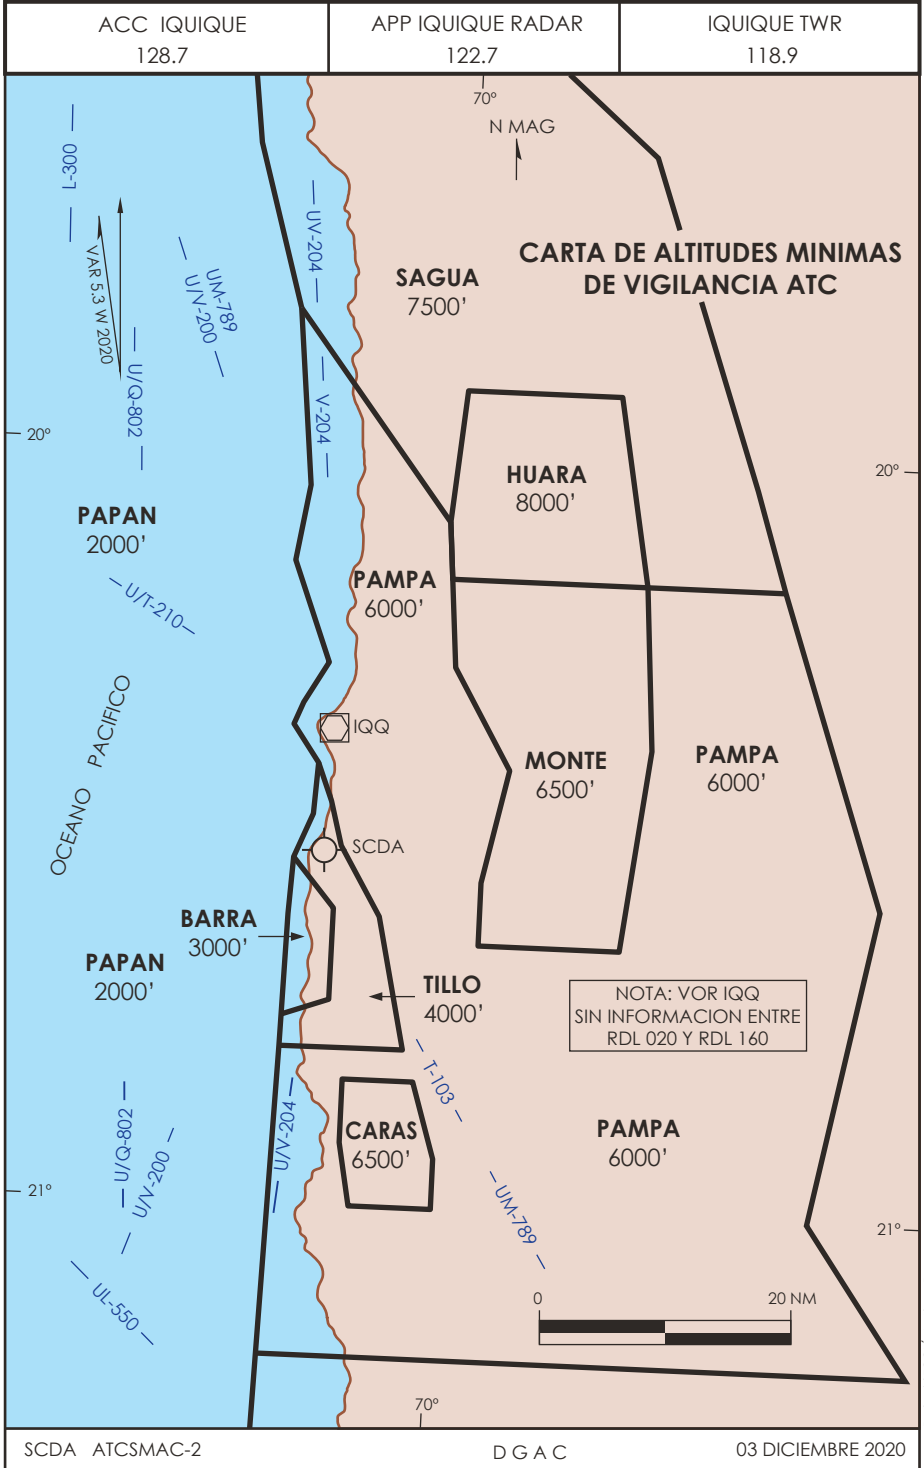 ACC IQUIQUE
128.7
APP IQUIQUE RADAR
122.7
IQUIQUE TWR
118.9
70°
N MAG
L-300
VAR 5.3 W 2020
UM-789
U/V-200
UV-204
U/Q-802
V-204
CARTA DE ALTITUDES MINIMAS
DE VIGILANCIA ATC
SAGUA
7500'
20°
20°
HUARA
8000'
PAPAN
2000'
PAMPA
6000'
U/T-210
OCEANO PACIFICO
IQQ
MONTE
6500'
PAMPA
6000'
SCDA
BARRA
3000'
PAPAN
2000'
TILLO
4000'
NOTA: VOR IQQ
SIN INFORMACION ENTRE
RDL 020 Y RDL 160
T-103
U/Q-802
U/V-200
U/V-204
CARAS
6500'
PAMPA
6000'
21°
UM-789
21°
UL-550
0
20 NM
70°
SCDA ATCSMAC-2
D G A C
03 DICIEMBRE 2020